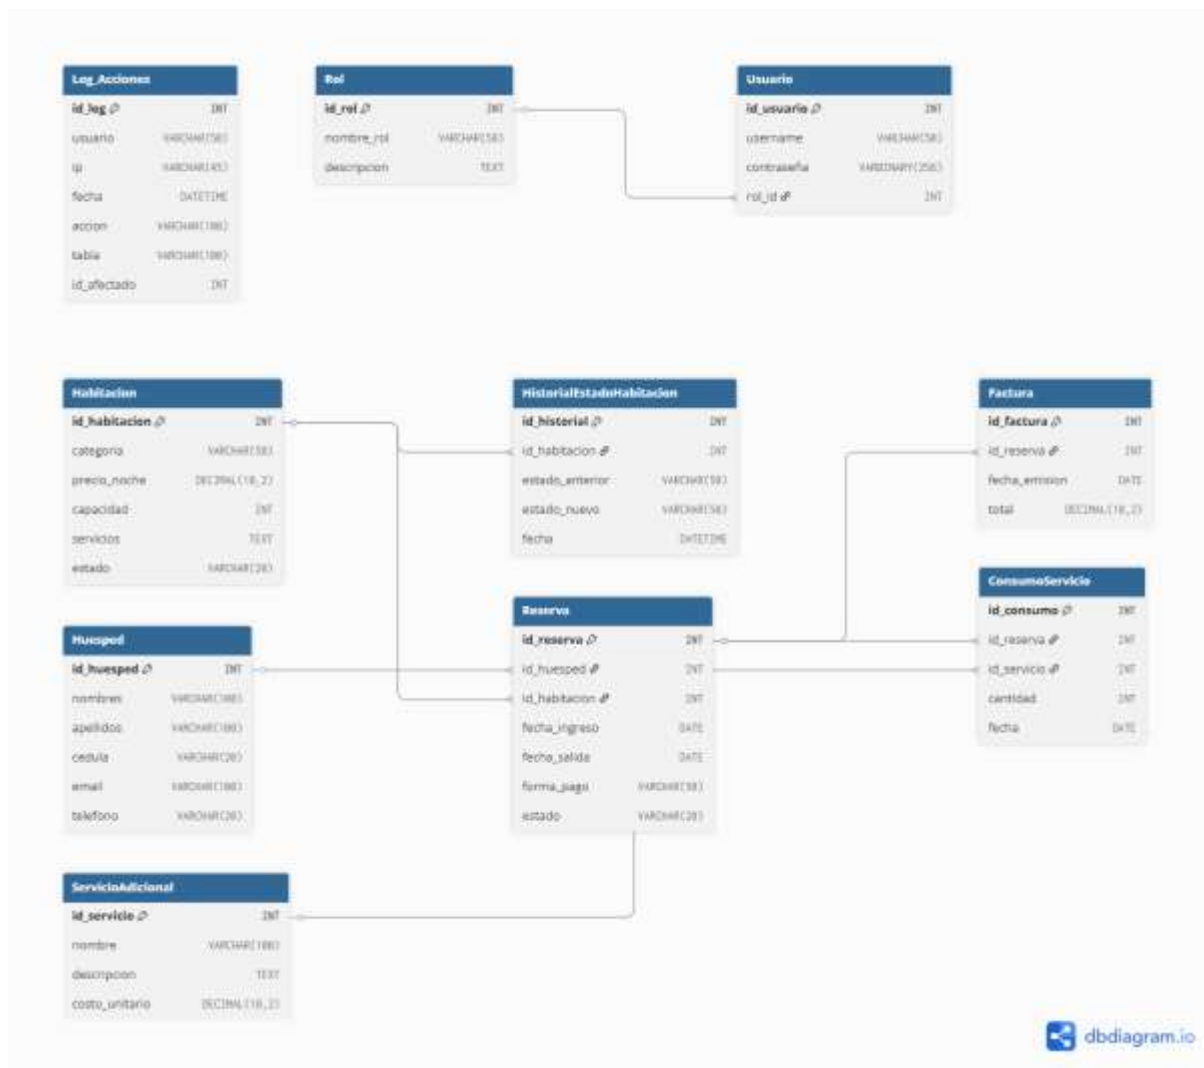 Log_Acciones
id_log INT
usuario VARCHAR(50)
ip VARCHAR(45)
fecha DATETIME
accion VARCHAR(100)
tabla VARCHAR(100)
id_afectado INT
Rol
id_rol INT
nombre_rol VARCHAR(50)
descripcion TEXT
Usuario
id_usuario INT
username VARCHAR(50)
contraseña VARBINARY(256)
rol_id INT
Habitacion
id_habitacion INT
categoria VARCHAR(50)
precio_noche DECIMAL(10,2)
capacidad INT
servicios TEXT
estado VARCHAR(20)
HistorialEstadoHabitacion
id_historial INT
id_habitacion INT
estado_anterior VARCHAR(50)
estado_nuevo VARCHAR(50)
fecha DATETIME
Factura
id_factura INT
id_reserva INT
fecha_emision DATE
total DECIMAL(10,2)
ConsumoServicio
id_consumo INT
id_reserva INT
id_servicio INT
cantidad INT
fecha DATE
Huesped
id_huesped INT
nombres VARCHAR(100)
apellidos VARCHAR(100)
cedula VARCHAR(20)
email VARCHAR(100)
telefono VARCHAR(20)
Reserva
id_reserva INT
id_huesped INT
id_habitacion INT
fecha_ingreso DATE
fecha_salida DATE
forma_pago VARCHAR(50)
estado VARCHAR(20)
ServicioAdicional
id_servicio INT
nombre VARCHAR(100)
descripcion TEXT
costo_unitario DECIMAL(10,2)
dbdiagram.io